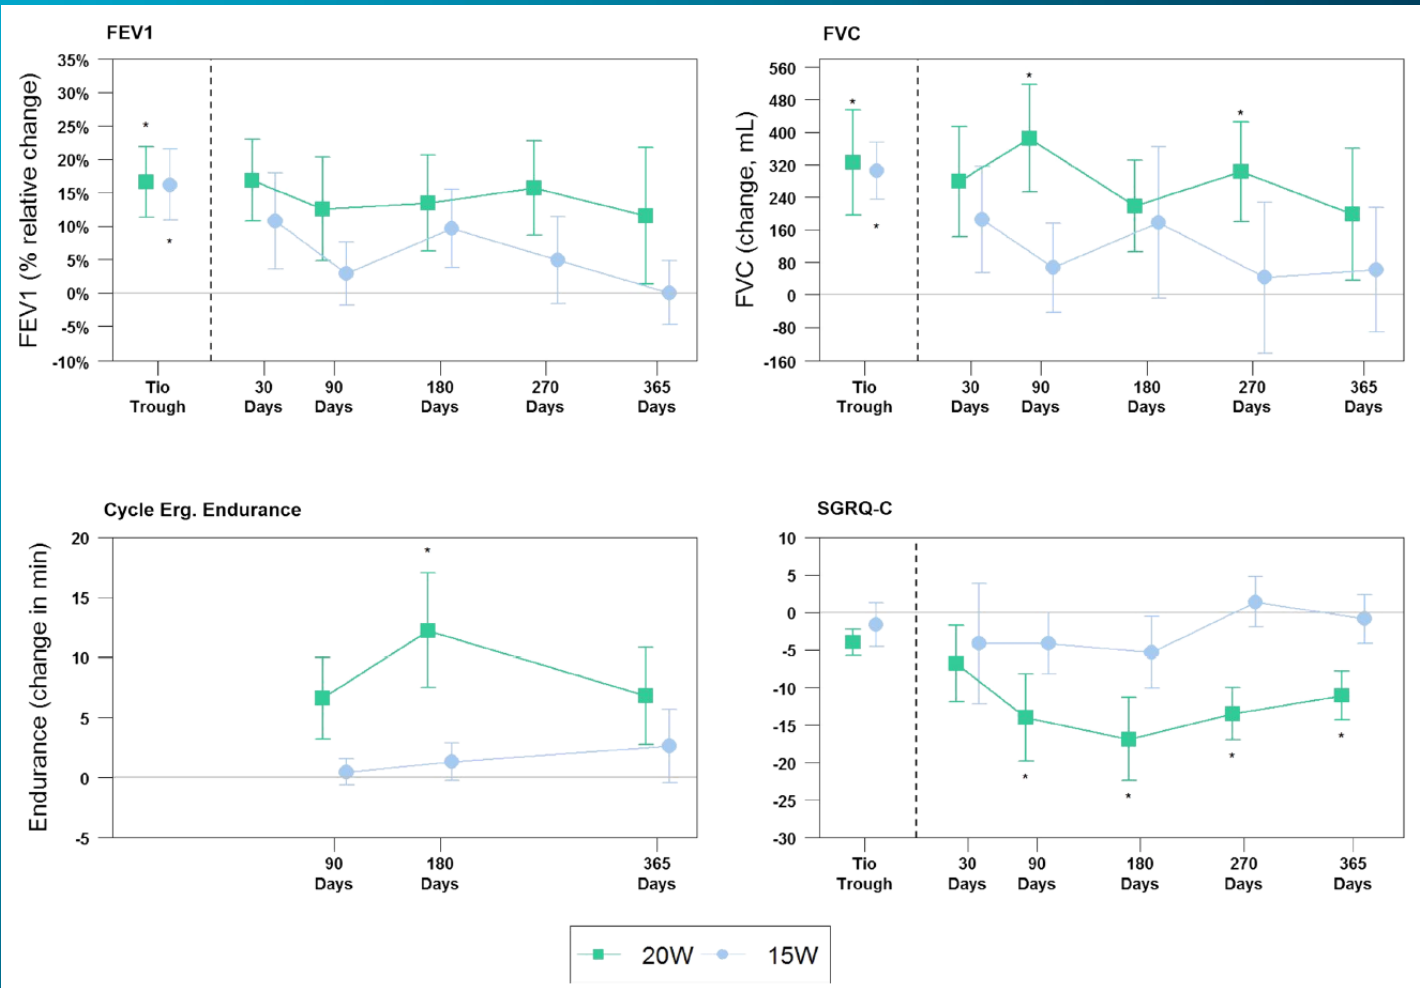 FEV1
FEV1 (% relative change)
35%
30%
25%
20%
15%
10%
5%
0%
-5%
-10%
*
*
TIo
Trough
30
Days
90
Days
180
Days
270
Days
365
Days
FVC
FVC (change, mL)
560
480
400
320
240
160
80
0
-80
-160
*
*
*
*
TIo
Trough
30
Days
90
Days
180
Days
270
Days
365
Days
Cycle Erg. Endurance
Endurance (change in min)
20
15
10
5
0
-5
*
90
Days
180
Days
365
Days
SGRQ-C
10
5
0
-5
-10
-15
-20
-25
-30
*
*
*
*
Tio
Trough
30
Days
90
Days
180
Days
270
Days
365
Days
20W 15W